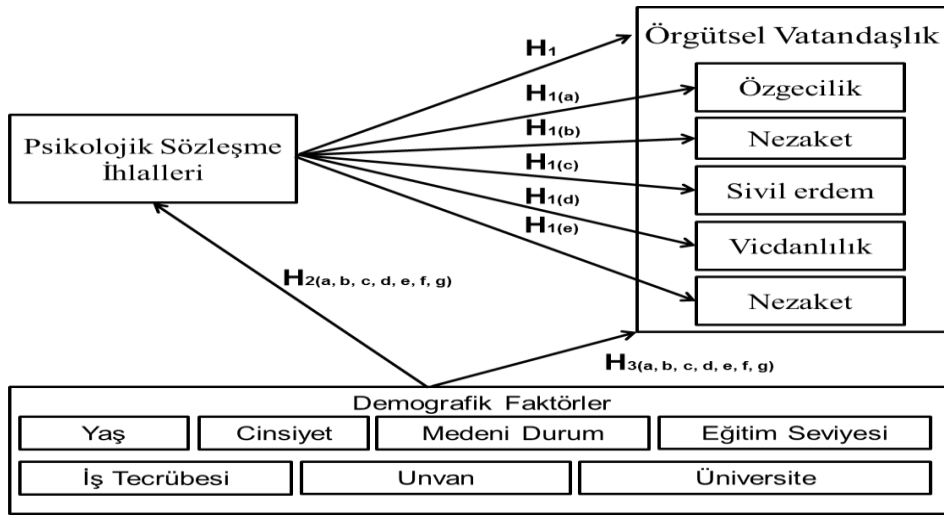 Örgütsel Vatandaşlık
H1
H1(a)
Özgecilik
H1(b)
Nezaket
Psikolojik Sözleşme
İhlalleri
H1(c)
Sivil erdem
H1(d)
H1(e)
Vicdanlılık
H2(a, b, c, d, e, f, g)
Nezaket
H3(a, b, c, d, e, f, g)
Demografik Faktörler
Yaş Cinsiyet Medeni Durum Eğitim Seviyesi
İş Tecrübesi Unvan Üniversite